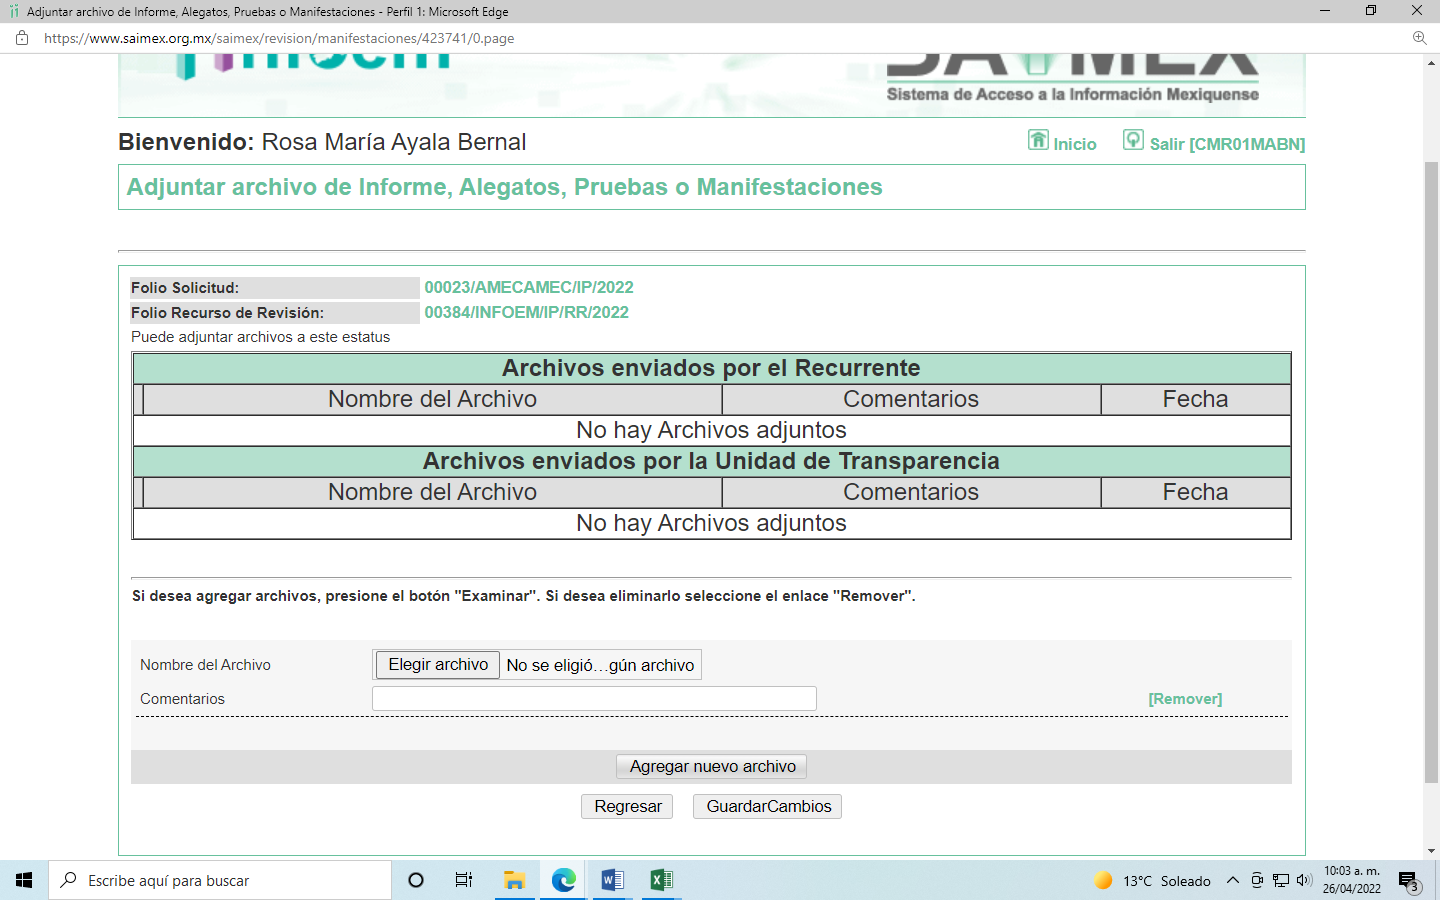 Adjuntar archivo de Informe, Alegatos, Pruebas o Manifestaciones - Perfil 1: Microsoft Edge
https://www.saimex.org.mx/saimex/revision/manifestaciones/423741/0.page
Sistema de Acceso a la Información Mexiquense
Bienvenido: Rosa María Ayala Bernal
Inicio
Salir [CMR01MABN]
Adjuntar archivo de Informe, Alegatos, Pruebas o Manifestaciones
Folio Solicitud: 00023/AMECAMEC/IP/2022
Folio Recurso de Revisión: 00384/INFOEM/IP/RR/2022
Puede adjuntar archivos a este estatus
Archivos enviados por el Recurrente
Nombre del Archivo Comentarios Fecha
No hay Archivos adjuntos
Archivos enviados por la Unidad de Transparencia
Nombre del Archivo Comentarios Fecha
No hay Archivos adjuntos
Si desea agregar archivos, presione el botón "Examinar". Si desea eliminarlo seleccione el enlace "Remover".
Nombre del Archivo Elegir archivo No se eligió…gún archivo
Comentarios [Remover]
Agregar nuevo archivo
Regresar GuardarCambios
Escribe aquí para buscar
13°C Soleado
10:03 a. m.
26/04/2022
3